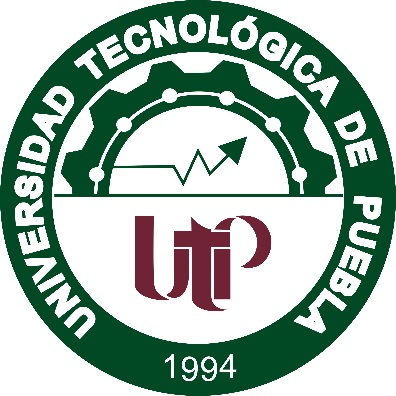 UNIVERSIDAD TECNOLÓGICA DE PUEBLA
UTP
1994